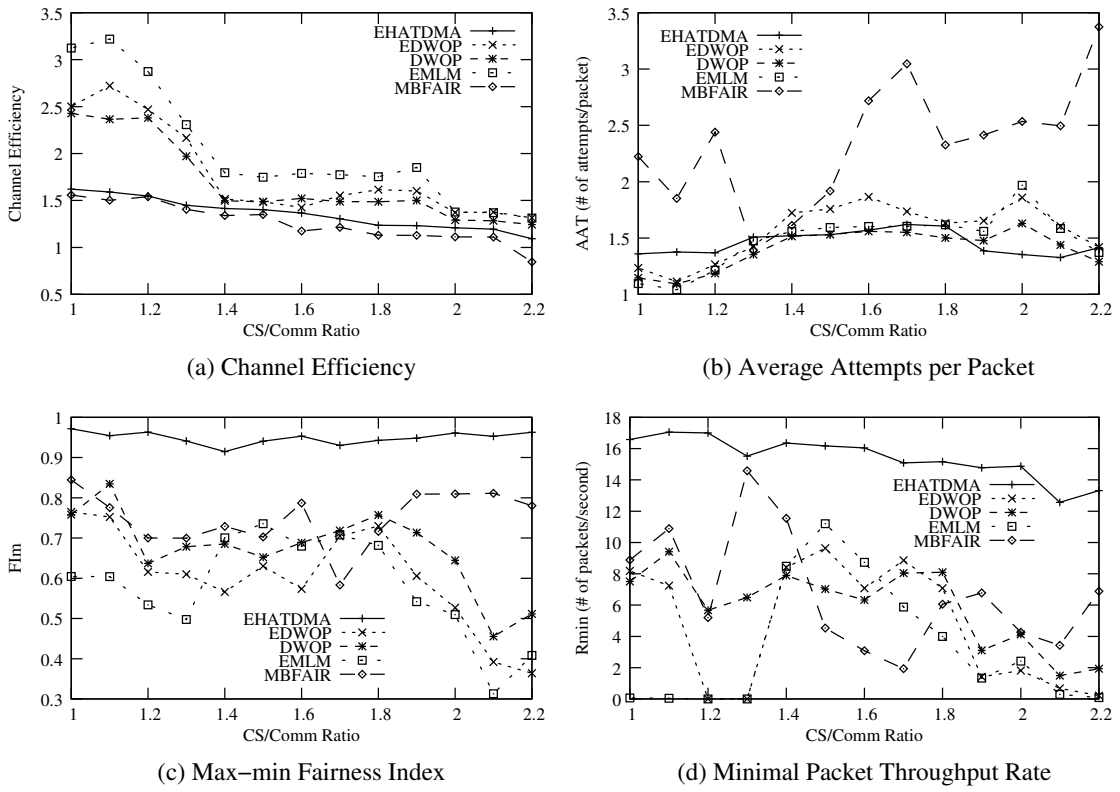 3.5
3
2.5
2
1.5
1
0.5
Channel Efficiency
EHATDMA
EDWOP
DWOP
EMLM
MBFAIR
1 1.2 1.4 1.6 1.8 2 2.2
CS/Comm Ratio
(a) Channel Efficiency
3.5
3
2.5
2
1.5
1
AAT (# of attempts/packet)
EHATDMA
EDWOP
DWOP
EMLM
MBFAIR
1 1.2 1.4 1.6 1.8 2 2.2
CS/Comm Ratio
(b) Average Attempts per Packet
1
0.9
0.8
0.7
0.6
0.5
0.4
0.3
FIm
EHATDMA
EDWOP
DWOP
EMLM
MBFAIR
1 1.2 1.4 1.6 1.8 2 2.2
CS/Comm Ratio
(c) Max−min Fairness Index
18
16
14
12
10
8
6
4
2
0
Rmin (# of packets/second)
EHATDMA
EDWOP
DWOP
EMLM
MBFAIR
1 1.2 1.4 1.6 1.8 2 2.2
CS/Comm Ratio
(d) Minimal Packet Throughput Rate